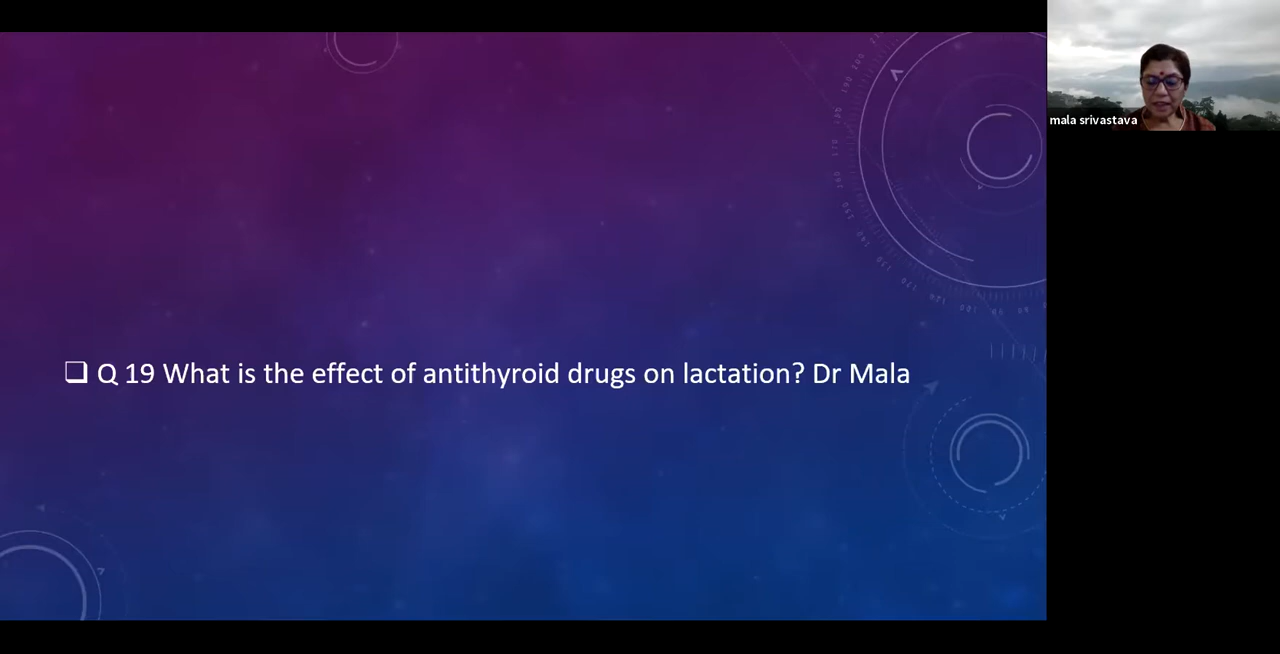 mala srivastava
❑ Q 19 What is the effect of antithyroid drugs on lactation? Dr Mala